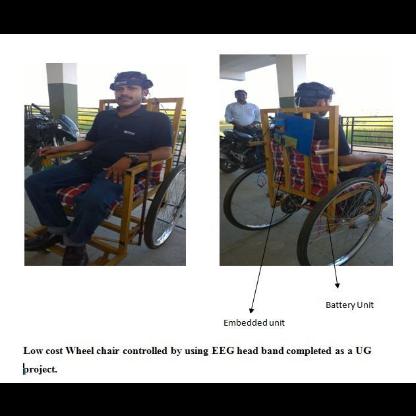 Battery Unit
Embedded unit
Low cost Wheel chair controlled by using EEG head band completed as a UG
project.